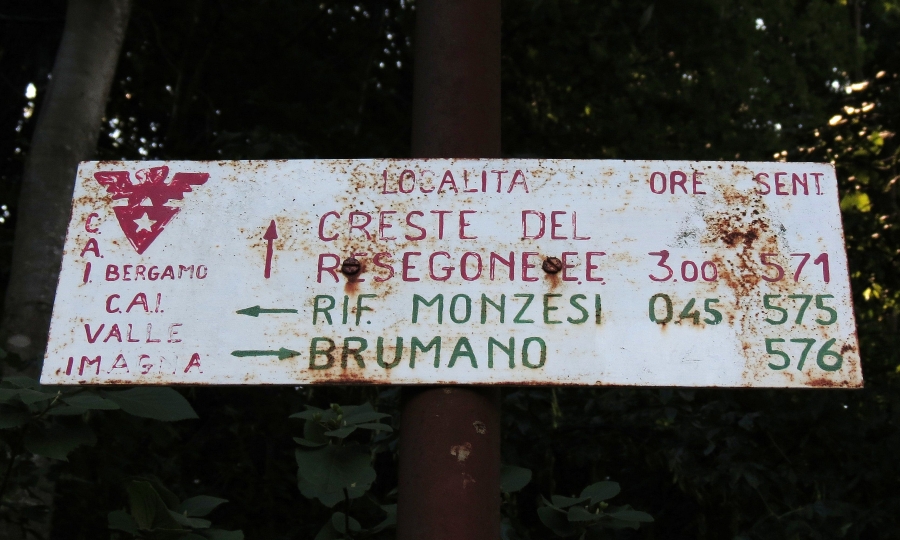 LOCALITA ORE SENT
CRESTE DEL
RESEGONE E.E. 3.00 571
RIF. MONZESI 0.45 575
BRUMANO 576
C.A.I. BERGAMO
C.A.I.
VALLE
IMAGNA